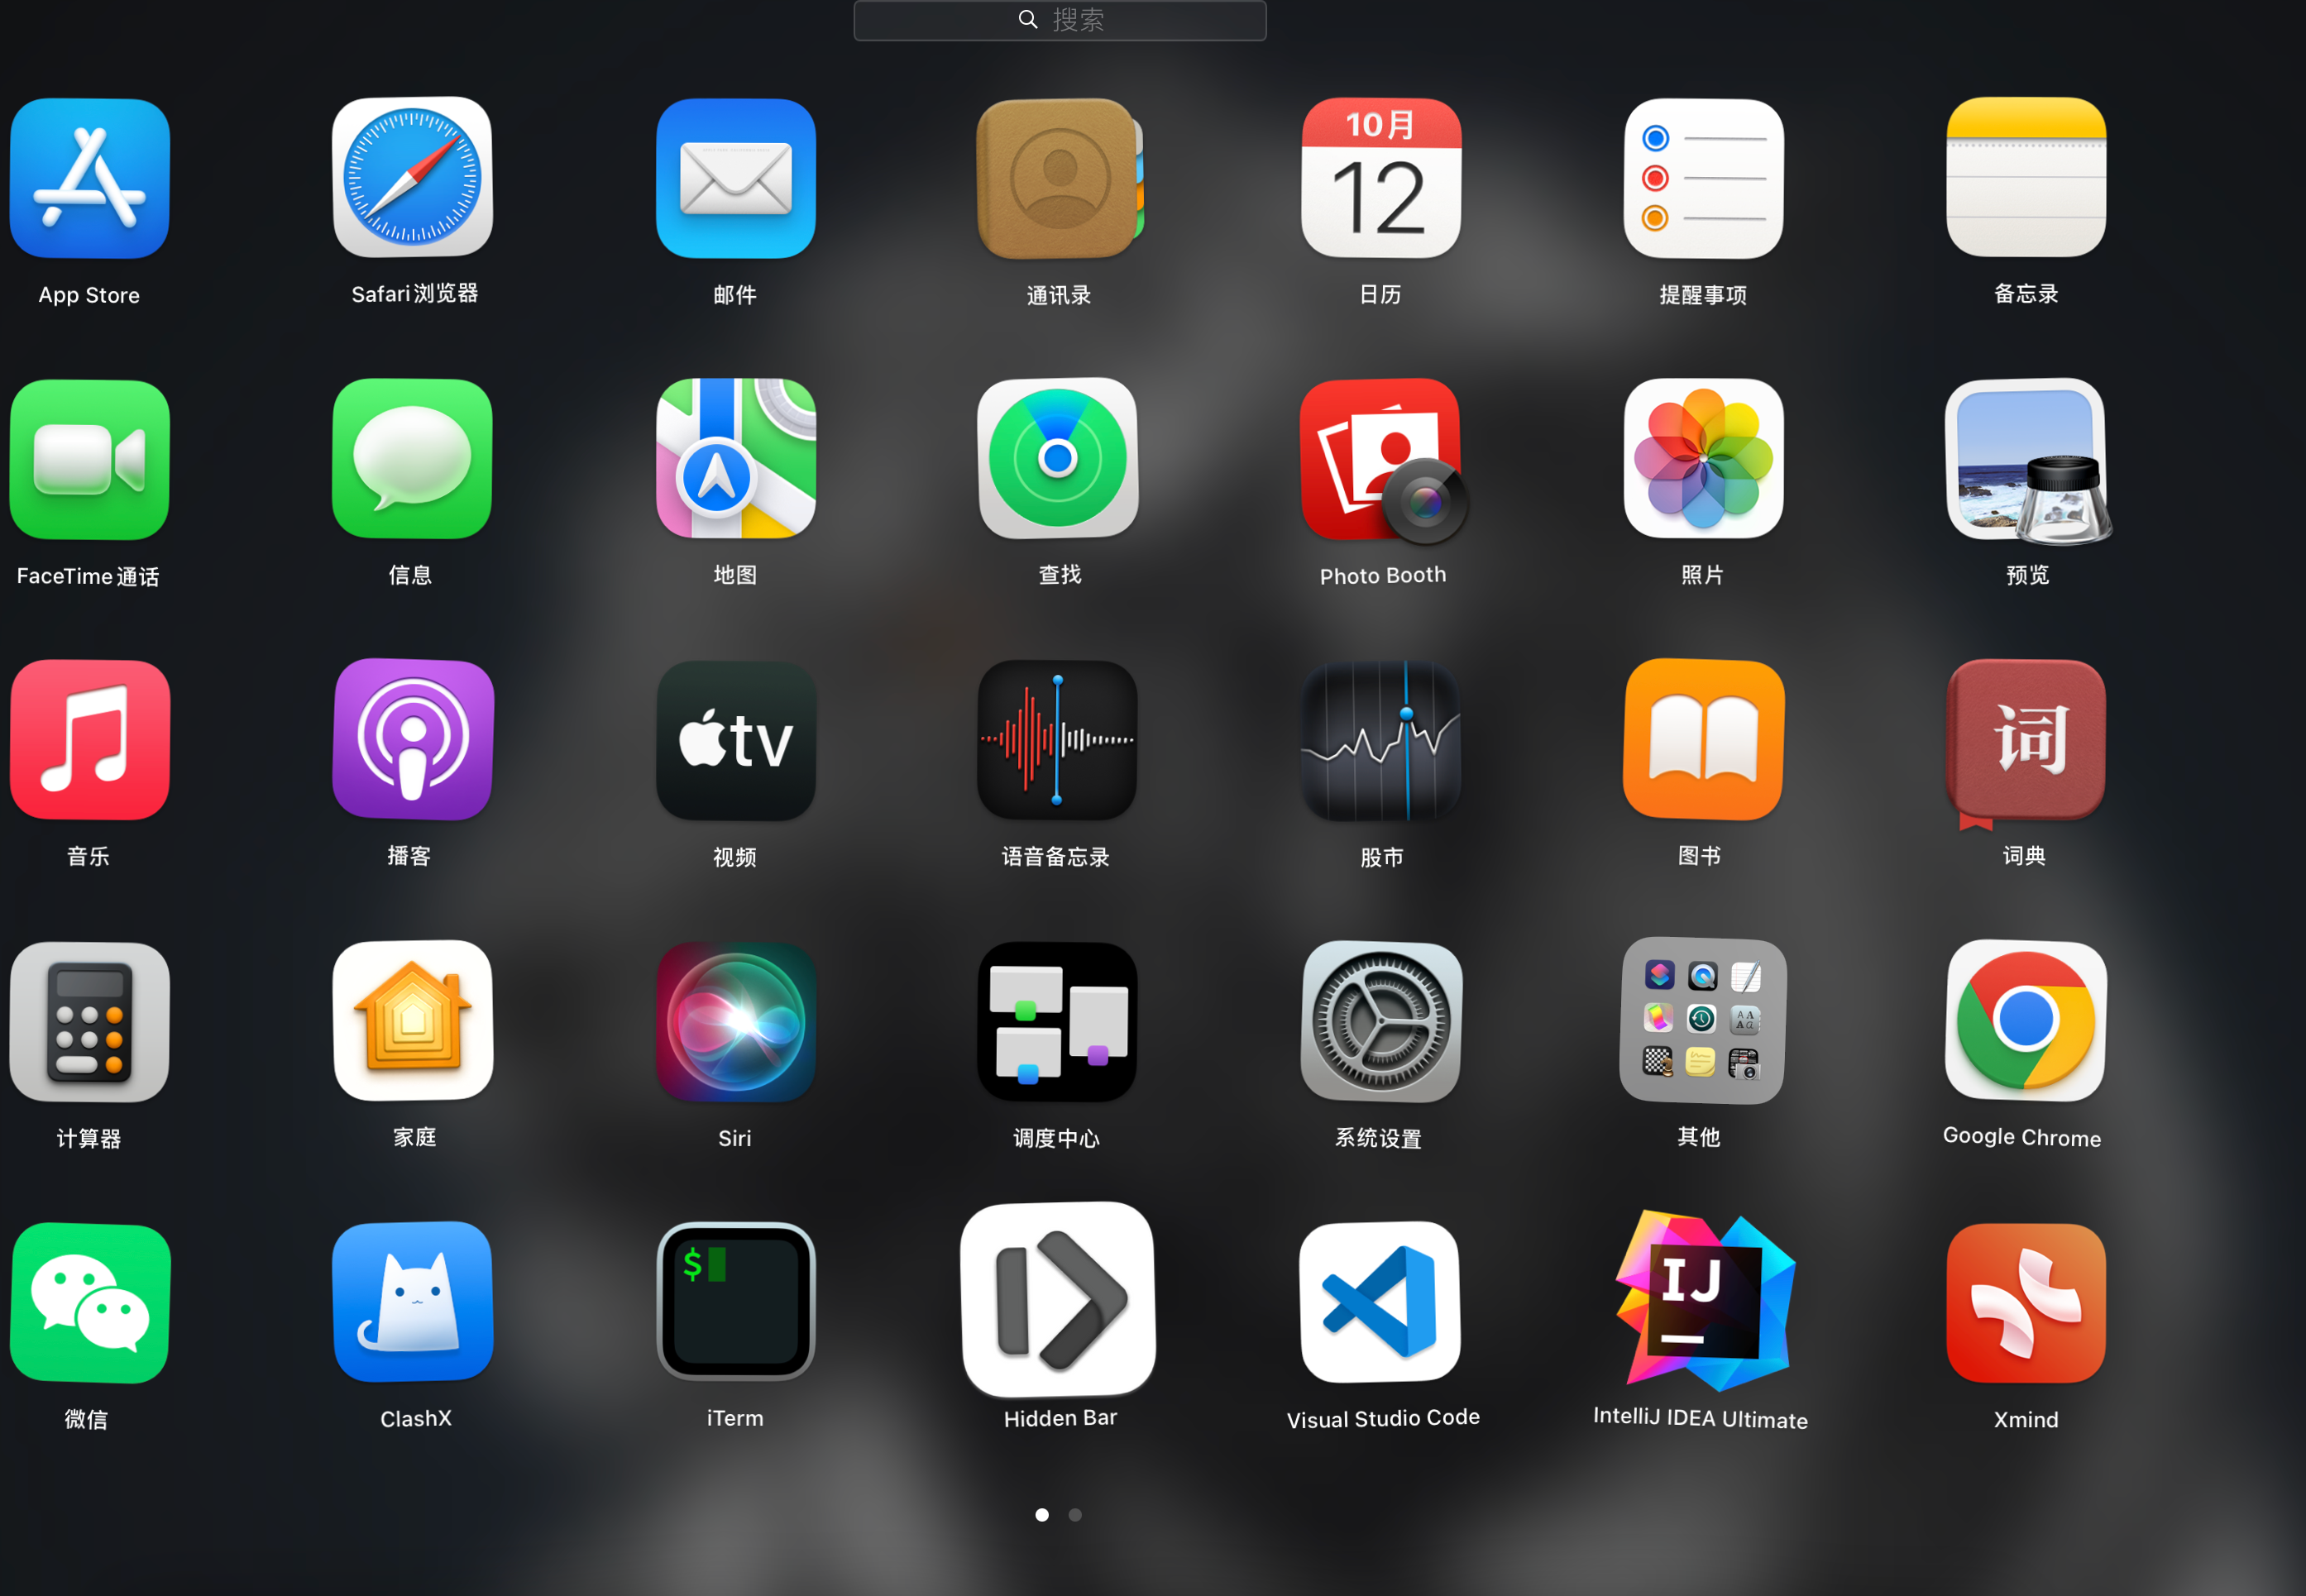 搜索
10月
12
App Store
Safari浏览器
邮件
通讯录
日历
提醒事项
备忘录
FaceTime通话
信息
地图
查找
Photo Booth
照片
预览
tv
词
音乐
播客
视频
语音备忘录
股市
图书
词典
计算器
家庭
Siri
调度中心
系统设置
其他
Google Chrome
$
IJ
微信
ClashX
iTerm
Hidden Bar
Visual Studio Code
IntelliJ IDEA Ultimate
Xmind